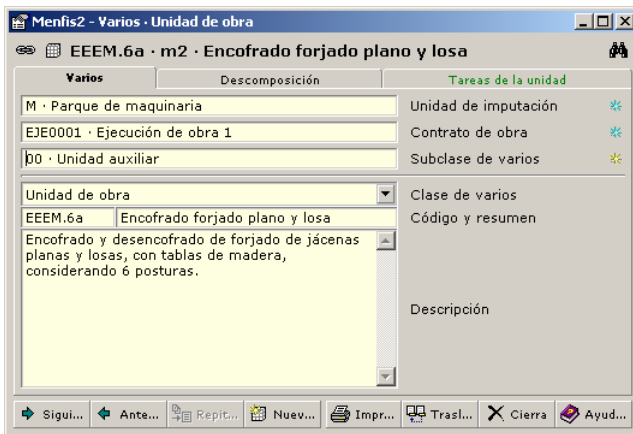 Menfis2 - Varios · Unidad de obra
EEEM.6a · m2 · Encofrado forjado plano y losa
Varios
Descomposición
Tareas de la unidad
M · Parque de maquinaria
Unidad de imputación
EJE0001 · Ejecución de obra 1
Contrato de obra
00 · Unidad auxiliar
Subclase de varios
Unidad de obra
Clase de varios
EEEM.6a
Encofrado forjado plano y losa
Código y resumen
Encofrado y desencofrado de forjado de jácenas
planas y losas, con tablas de madera,
considerando 6 posturas.
Descripción
Sigui...
Ante...
Repit...
Nuev...
Impr...
Trasl...
Cierra
Ayud...